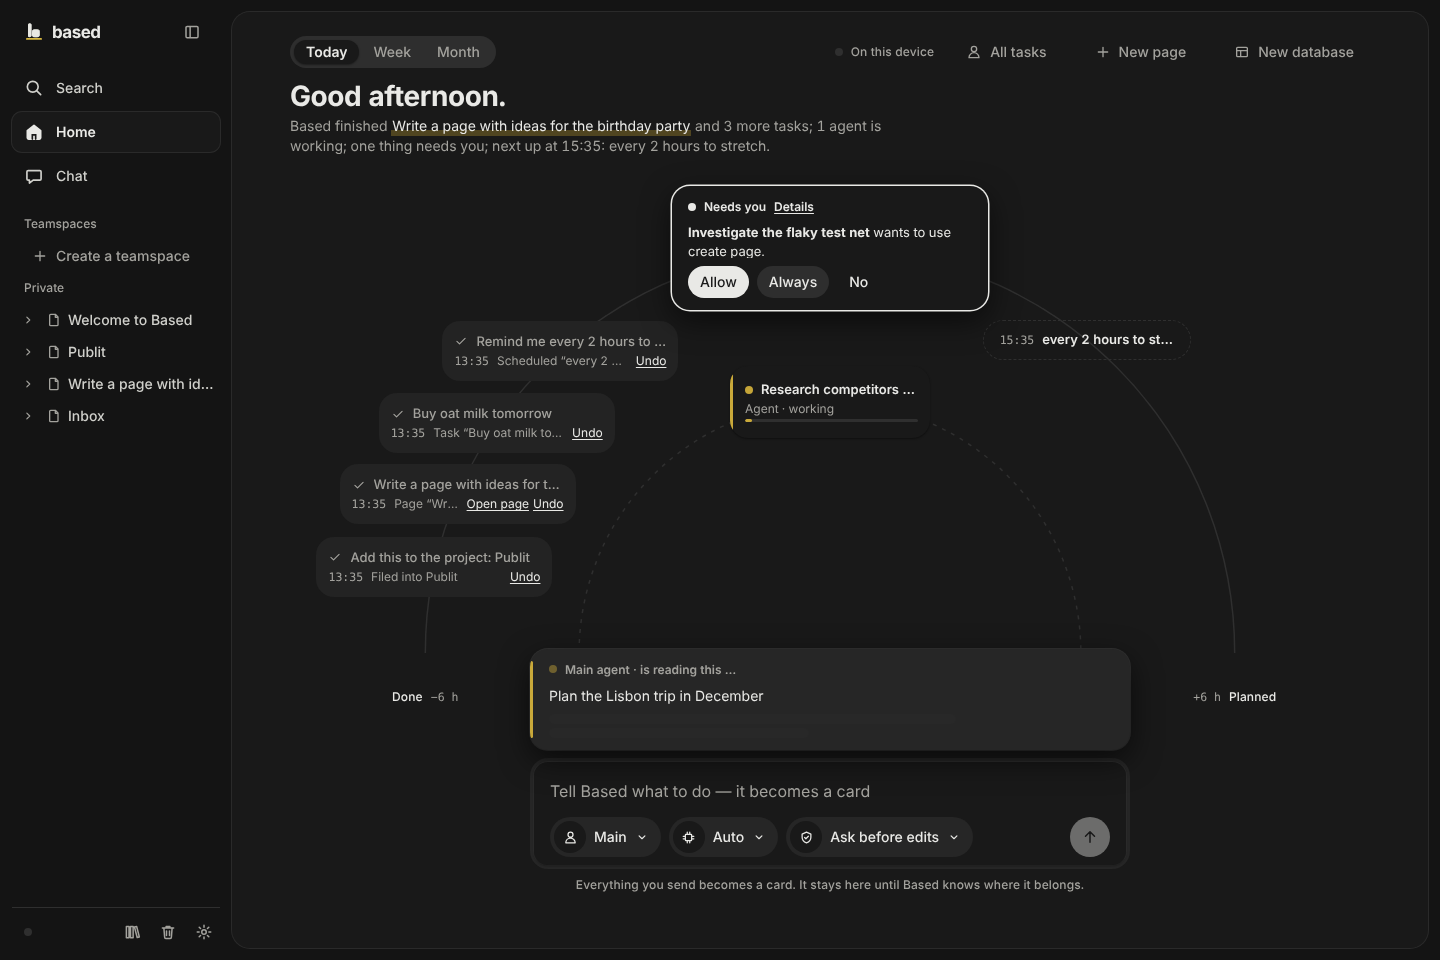 based
Today Week Month
On this device
All tasks
New page
New database
Search
Home
Chat
Teamspaces
Create a teamspace
Private
Welcome to Based
Publit
Write a page with id...
Inbox
Good afternoon.
Based finished Write a page with ideas for the birthday party and 3 more tasks; 1 agent is
working; one thing needs you; next up at 15:35: every 2 hours to stretch.
Needs you Details
Investigate the flaky test net wants to use
create page.
Allow Always No
Remind me every 2 hours to ...
13:35 Scheduled “every 2 ... Undo
15:35 every 2 hours to st...
Research competitors ...
Agent · working
Buy oat milk tomorrow
13:35 Task “Buy oat milk to... Undo
Write a page with ideas for t...
13:35 Page “Wr... Open page Undo
Add this to the project: Publit
13:35 Filed into Publit Undo
Main agent · is reading this ...
Plan the Lisbon trip in December
Done −6 h
+6 h Planned
Tell Based what to do — it becomes a card
Main Auto Ask before edits
Everything you send becomes a card. It stays here until Based knows where it belongs.